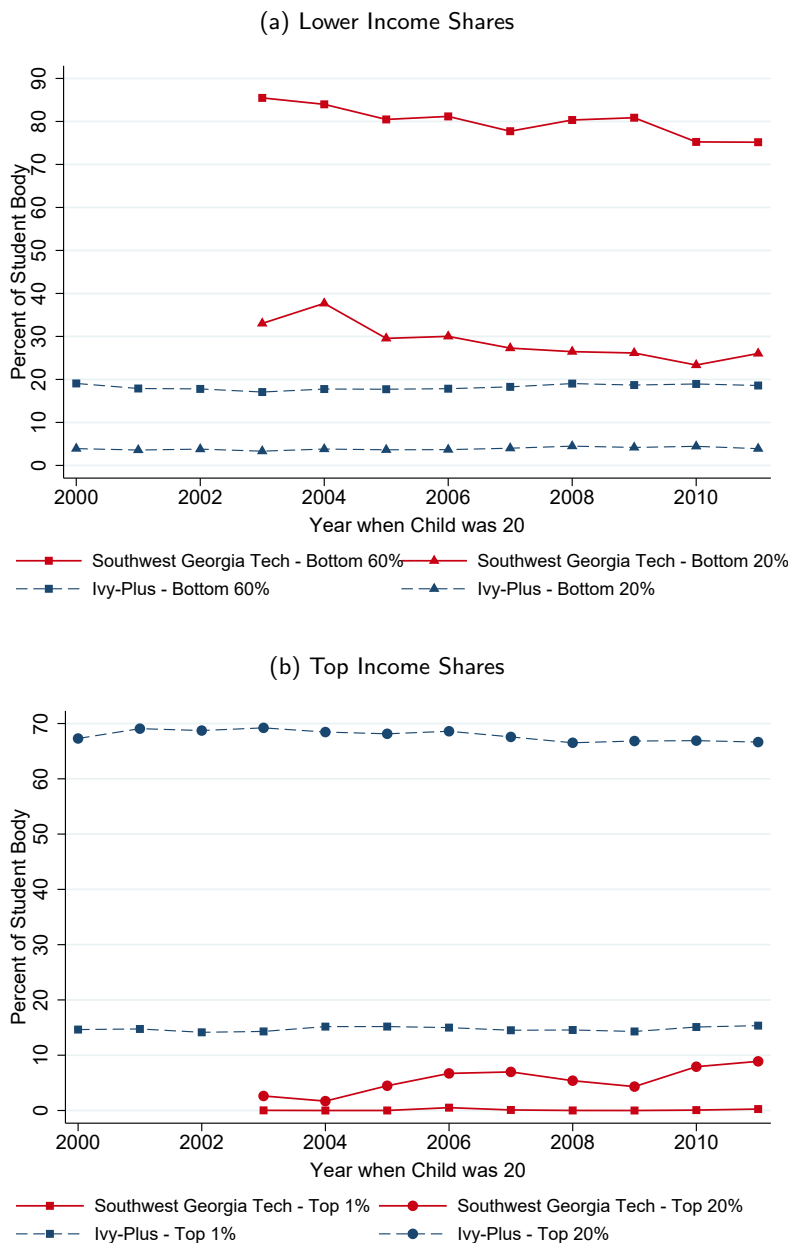 (a) Lower Income Shares
Percent of Student Body
90
80
70
60
50
40
30
20
10
0
2000 2002 2004 2006 2008 2010
Year when Child was 20
Southwest Georgia Tech - Bottom 60% Southwest Georgia Tech - Bottom 20%
Ivy-Plus - Bottom 60% Ivy-Plus - Bottom 20%
(b) Top Income Shares
Percent of Student Body
70
60
50
40
30
20
10
0
2000 2002 2004 2006 2008 2010
Year when Child was 20
Southwest Georgia Tech - Top 1% Southwest Georgia Tech - Top 20%
Ivy-Plus - Top 1% Ivy-Plus - Top 20%